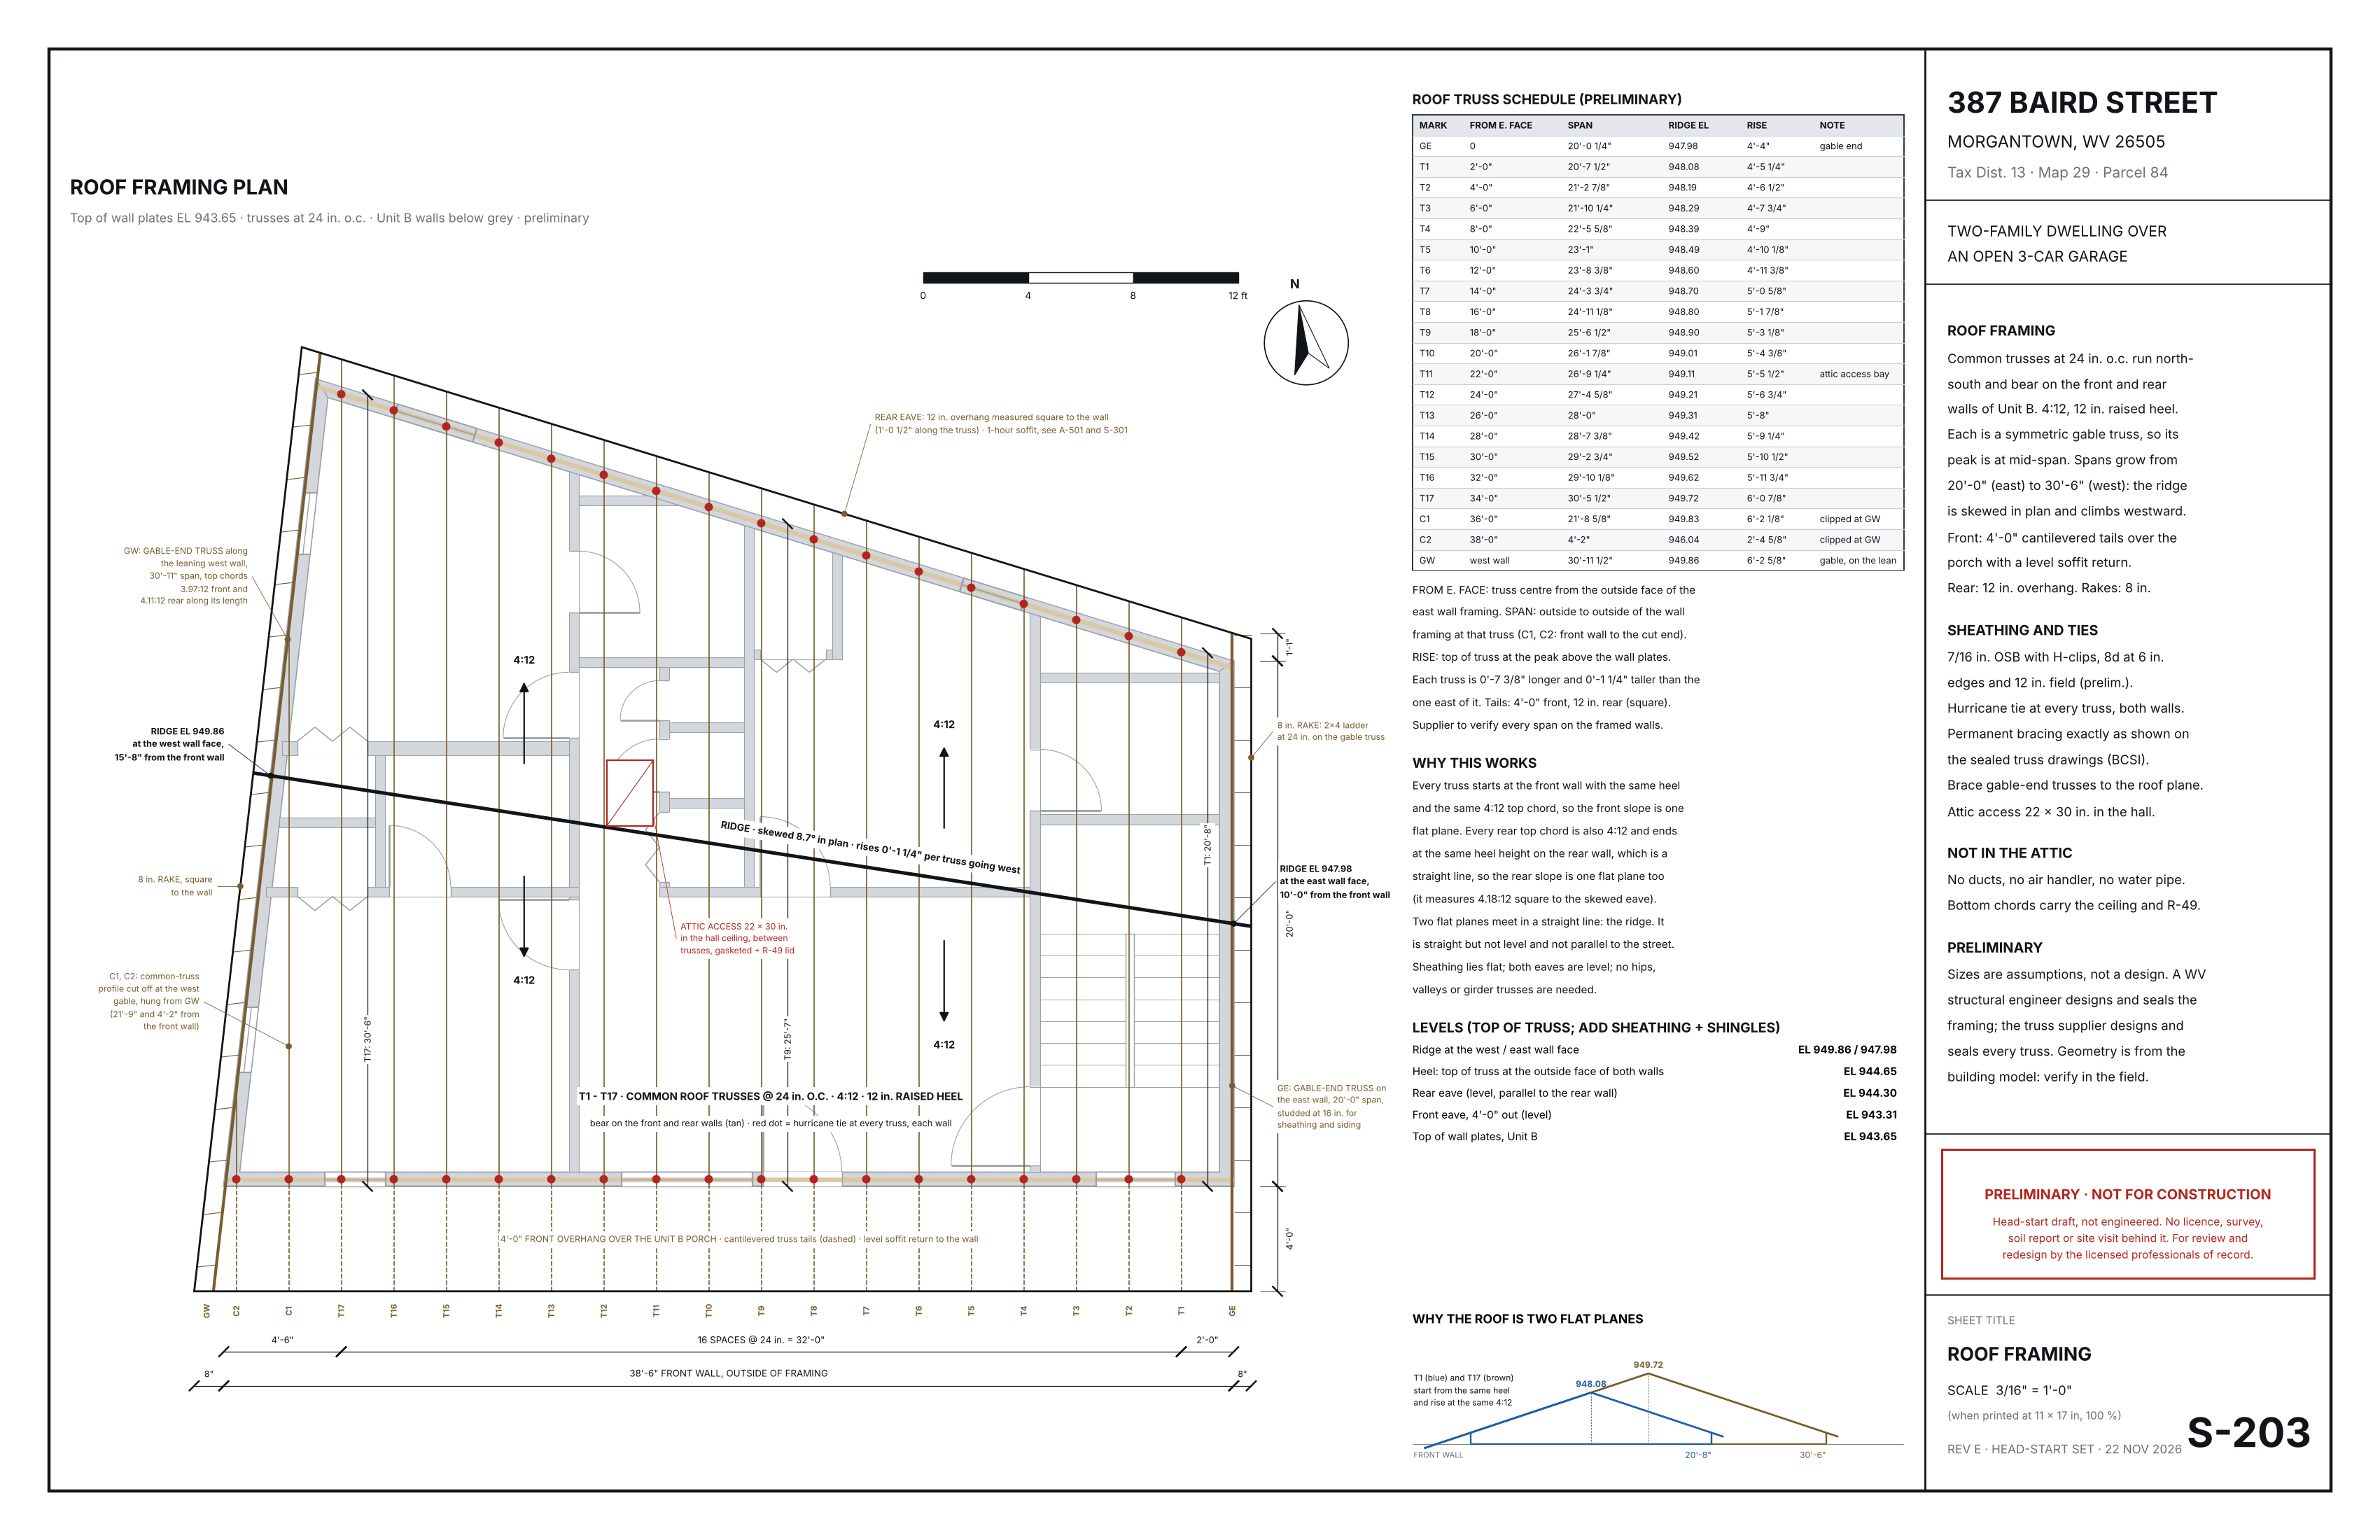 ROOF FRAMING PLAN
Top of wall plates EL 943.65 · trusses at 24 in. o.c. · Unit B walls below grey · preliminary
0 4 8 12 ft
N
REAR EAVE: 12 in. overhang measured square to the wall
(1'-0 1/2" along the truss) · 1-hour soffit, see A-501 and S-301
GW: GABLE-END TRUSS along
the leaning west wall,
30'-11" span, top chords
3.97:12 front and
4.11:12 rear along its length
RIDGE EL 949.86
at the west wall face,
15'-8" from the front wall
8 in. RAKE, square
to the wall
C1, C2: common-truss
profile cut off at the west
gable, hung from GW
(21'-9" and 4'-2" from
the front wall)
4:12
4:12
4:12
4:12
RIDGE · skewed 8.7° in plan · rises 0'-1 1/4" per truss going west
ATTIC ACCESS 22 × 30 in.
in the hall ceiling, between
trusses, gasketed + R-49 lid
T17: 30'-6"
T9: 25'-7"
T1: 20'-8"
1'-1"
8 in. RAKE: 2×4 ladder
at 24 in. on the gable truss
RIDGE EL 947.98
at the east wall face,
10'-0" from the front wall
20'-0"
GE: GABLE-END TRUSS on
the east wall, 20'-0" span,
studded at 16 in. for
sheathing and siding
4'-0"
T1 - T17 · COMMON ROOF TRUSSES @ 24 in. O.C. · 4:12 · 12 in. RAISED HEEL
bear on the front and rear walls (tan) · red dot = hurricane tie at every truss, each wall
4'-0" FRONT OVERHANG OVER THE UNIT B PORCH · cantilevered truss tails (dashed) · level soffit return to the wall
GW C2 C1 T17 T16 T15 T14 T13 T12 T11 T10 T9 T8 T7 T6 T5 T4 T3 T2 T1 GE
4'-6" 16 SPACES @ 24 in. = 32'-0" 2'-0"
8" 38'-6" FRONT WALL, OUTSIDE OF FRAMING 8"
ROOF TRUSS SCHEDULE (PRELIMINARY)
MARK FROM E. FACE SPAN RIDGE EL RISE NOTE
GE 0 20'-0 1/4" 947.98 4'-4" gable end
T1 2'-0" 20'-7 1/2" 948.08 4'-5 1/4"
T2 4'-0" 21'-2 7/8" 948.19 4'-6 1/2"
T3 6'-0" 21'-10 1/4" 948.29 4'-7 3/4"
T4 8'-0" 22'-5 5/8" 948.39 4'-9"
T5 10'-0" 23'-1" 948.49 4'-10 1/8"
T6 12'-0" 23'-8 3/8" 948.60 4'-11 3/8"
T7 14'-0" 24'-3 3/4" 948.70 5'-0 5/8"
T8 16'-0" 24'-11 1/8" 948.80 5'-1 7/8"
T9 18'-0" 25'-6 1/2" 948.90 5'-3 1/8"
T10 20'-0" 26'-1 7/8" 949.01 5'-4 3/8"
T11 22'-0" 26'-9 1/4" 949.11 5'-5 1/2" attic access bay
T12 24'-0" 27'-4 5/8" 949.21 5'-6 3/4"
T13 26'-0" 28'-0" 949.31 5'-8"
T14 28'-0" 28'-7 3/8" 949.42 5'-9 1/4"
T15 30'-0" 29'-2 3/4" 949.52 5'-10 1/2"
T16 32'-0" 29'-10 1/8" 949.62 5'-11 3/4"
T17 34'-0" 30'-5 1/2" 949.72 6'-0 7/8"
C1 36'-0" 21'-8 5/8" 949.83 6'-2 1/8" clipped at GW
C2 38'-0" 4'-2" 946.04 2'-4 5/8" clipped at GW
GW west wall 30'-11 1/2" 949.86 6'-2 5/8" gable, on the lean
FROM E. FACE: truss centre from the outside face of the
east wall framing. SPAN: outside to outside of the wall
framing at that truss (C1, C2: front wall to the cut end).
RISE: top of truss at the peak above the wall plates.
Each truss is 0'-7 3/8" longer and 0'-1 1/4" taller than the
one east of it. Tails: 4'-0" front, 12 in. rear (square).
Supplier to verify every span on the framed walls.
WHY THIS WORKS
Every truss starts at the front wall with the same heel
and the same 4:12 top chord, so the front slope is one
flat plane. Every rear top chord is also 4:12 and ends
at the same heel height on the rear wall, which is a
straight line, so the rear slope is one flat plane too
(it measures 4.18:12 square to the skewed eave).
Two flat planes meet in a straight line: the ridge. It
is straight but not level and not parallel to the street.
Sheathing lies flat; both eaves are level; no hips,
valleys or girder trusses are needed.
LEVELS (TOP OF TRUSS; ADD SHEATHING + SHINGLES)
Ridge at the west / east wall face EL 949.86 / 947.98
Heel: top of truss at the outside face of both walls EL 944.65
Rear eave (level, parallel to the rear wall) EL 944.30
Front eave, 4'-0" out (level) EL 943.31
Top of wall plates, Unit B EL 943.65
WHY THE ROOF IS TWO FLAT PLANES
T1 (blue) and T17 (brown)
start from the same heel
and rise at the same 4:12
948.08
949.72
FRONT WALL
20'-8"
30'-6"
387 BAIRD STREET
MORGANTOWN, WV 26505
Tax Dist. 13 · Map 29 · Parcel 84
TWO-FAMILY DWELLING OVER
AN OPEN 3-CAR GARAGE
ROOF FRAMING
Common trusses at 24 in. o.c. run north-
south and bear on the front and rear
walls of Unit B. 4:12, 12 in. raised heel.
Each is a symmetric gable truss, so its
peak is at mid-span. Spans grow from
20'-0" (east) to 30'-6" (west): the ridge
is skewed in plan and climbs westward.
Front: 4'-0" cantilevered tails over the
porch with a level soffit return.
Rear: 12 in. overhang. Rakes: 8 in.
SHEATHING AND TIES
7/16 in. OSB with H-clips, 8d at 6 in.
edges and 12 in. field (prelim.).
Hurricane tie at every truss, both walls.
Permanent bracing exactly as shown on
the sealed truss drawings (BCSI).
Brace gable-end trusses to the roof plane.
Attic access 22 × 30 in. in the hall.
NOT IN THE ATTIC
No ducts, no air handler, no water pipe.
Bottom chords carry the ceiling and R-49.
PRELIMINARY
Sizes are assumptions, not a design. A WV
structural engineer designs and seals the
framing; the truss supplier designs and
seals every truss. Geometry is from the
building model: verify in the field.
PRELIMINARY · NOT FOR CONSTRUCTION
Head-start draft, not engineered. No licence, survey,
soil report or site visit behind it. For review and
redesign by the licensed professionals of record.
SHEET TITLE
ROOF FRAMING
SCALE 3/16" = 1'-0"
(when printed at 11 × 17 in, 100 %)
REV E · HEAD-START SET · 22 NOV 2026
S-203